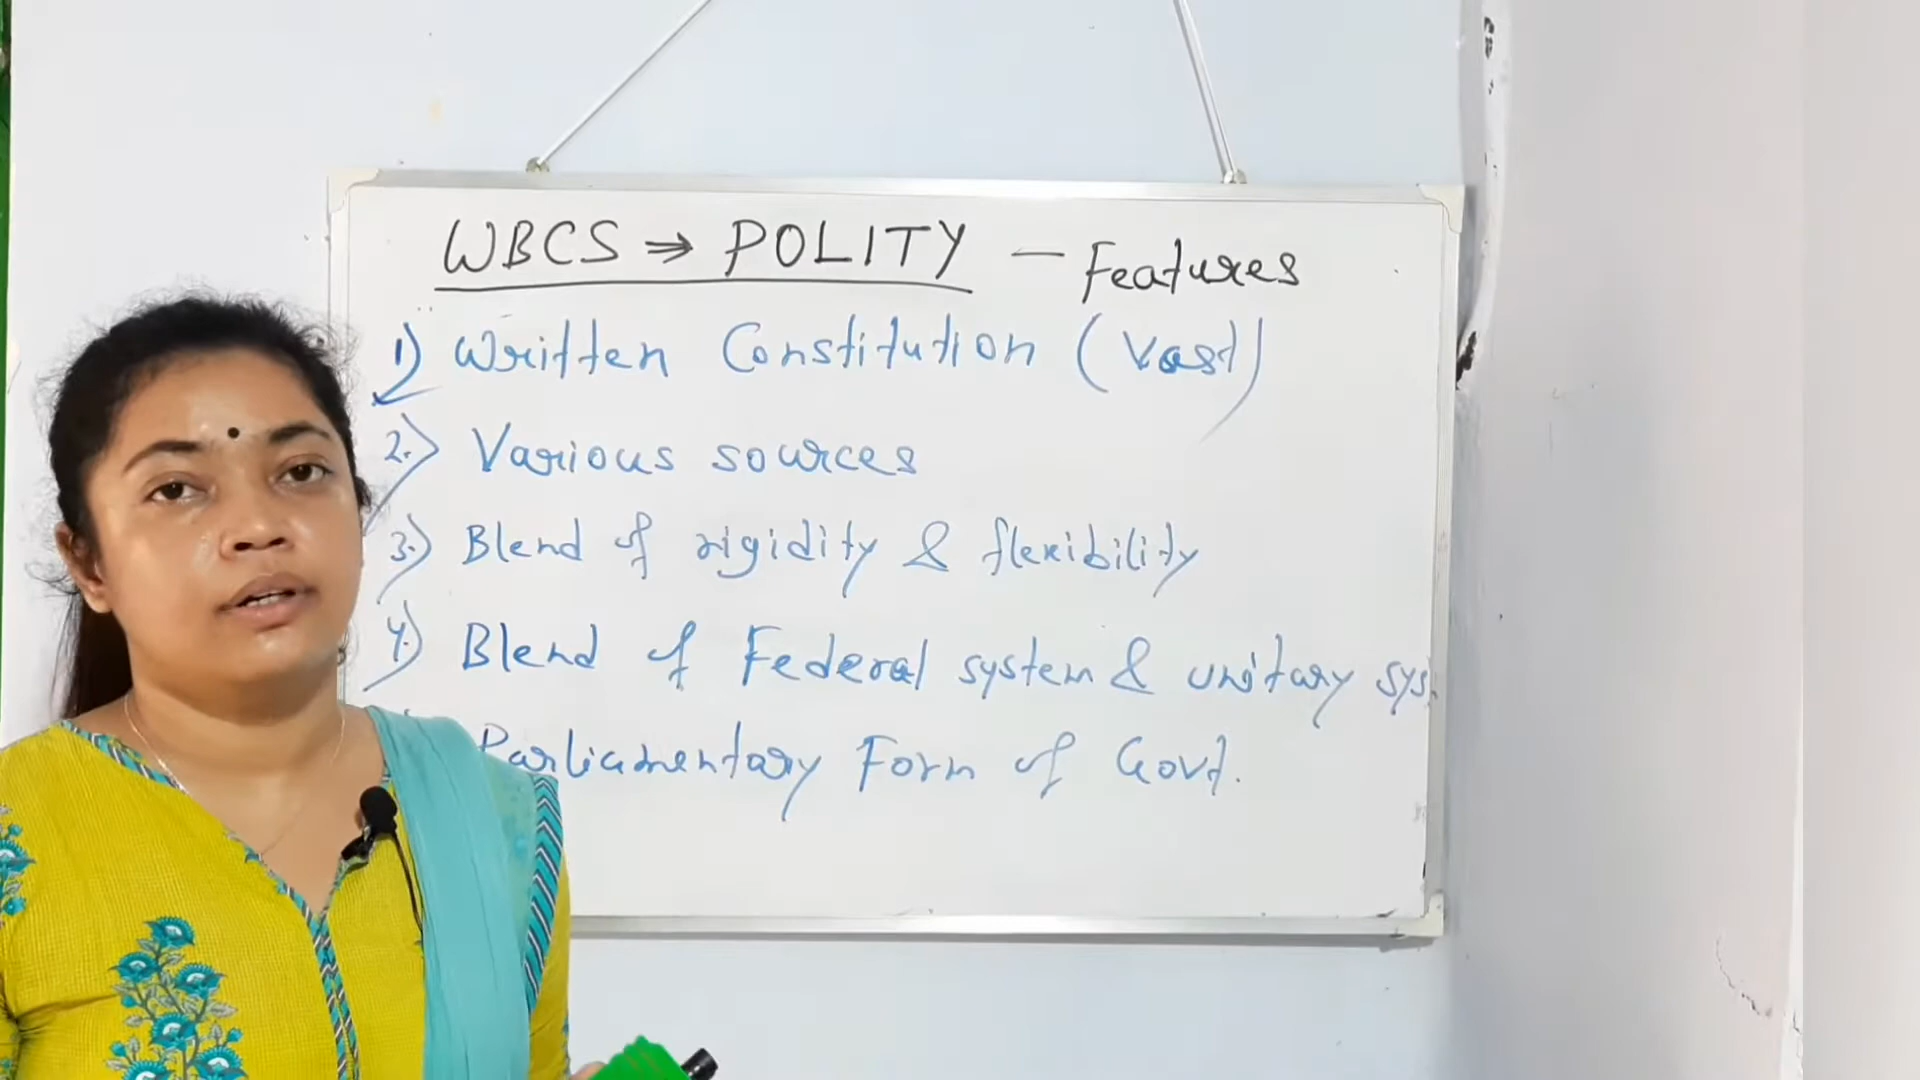 WBCS ⇒ POLITY — Features
1) Written Constitution (Vast)
2.) Various sources
3.) Blend of rigidity & flexibility
4.) Blend of Federal system & unitary sys.
Parliamentary Form of Govt.